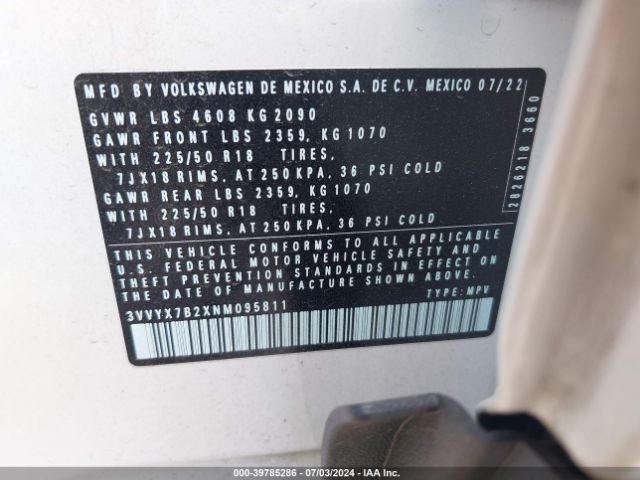 MFD BY VOLKSWAGEN DE MEXICO S.A. DE C.V. MEXICO 07/22
GVWR LBS 4608 KG 2090
GAWR FRONT LBS 2359, KG 1070
WITH 225/50 R18 TIRES,
7JX18 RIMS, AT 250 KPA, 36 PSI COLD
GAWR REAR LBS 2359, KG 1070
WITH 225/50 R18 TIRES,
7JX18 RIMS, AT 250 KPA, 36 PSI COLD
THIS VEHICLE CONFORMS TO ALL APPLICABLE
U.S. FEDERAL MOTOR VEHICLE SAFETY AND
THEFT PREVENTION STANDARDS IN EFFECT ON
THE DATE OF MANUFACTURE SHOWN ABOVE.
3VVYX7B2XNM095811 TYPE: MPV
2826218 3660
000-39785286 - 07/03/2024 - IAA Inc.